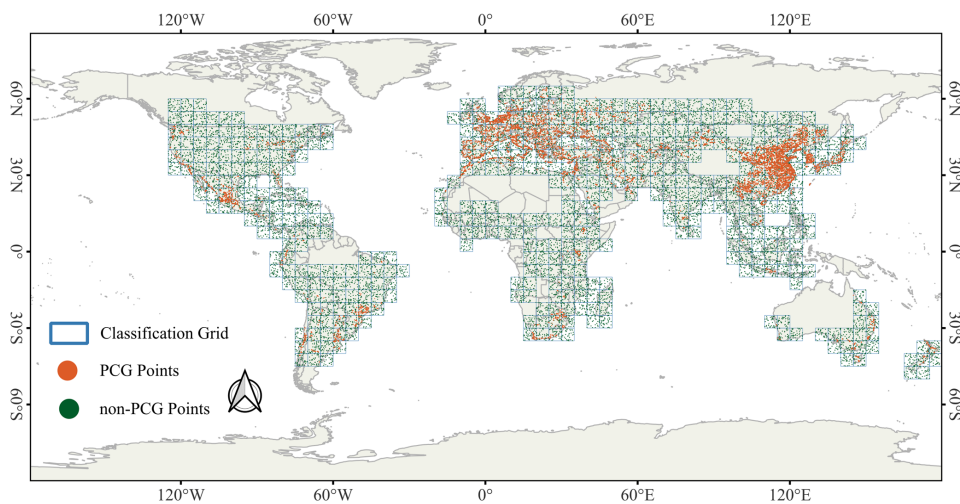 120°W 60°W 0° 60°E 120°E
60°N 60°N
30°N 30°N
0° 0°
30°S 30°S
60°S 60°S
Classification Grid
PCG Points
non-PCG Points
120°W 60°W 0° 60°E 120°E